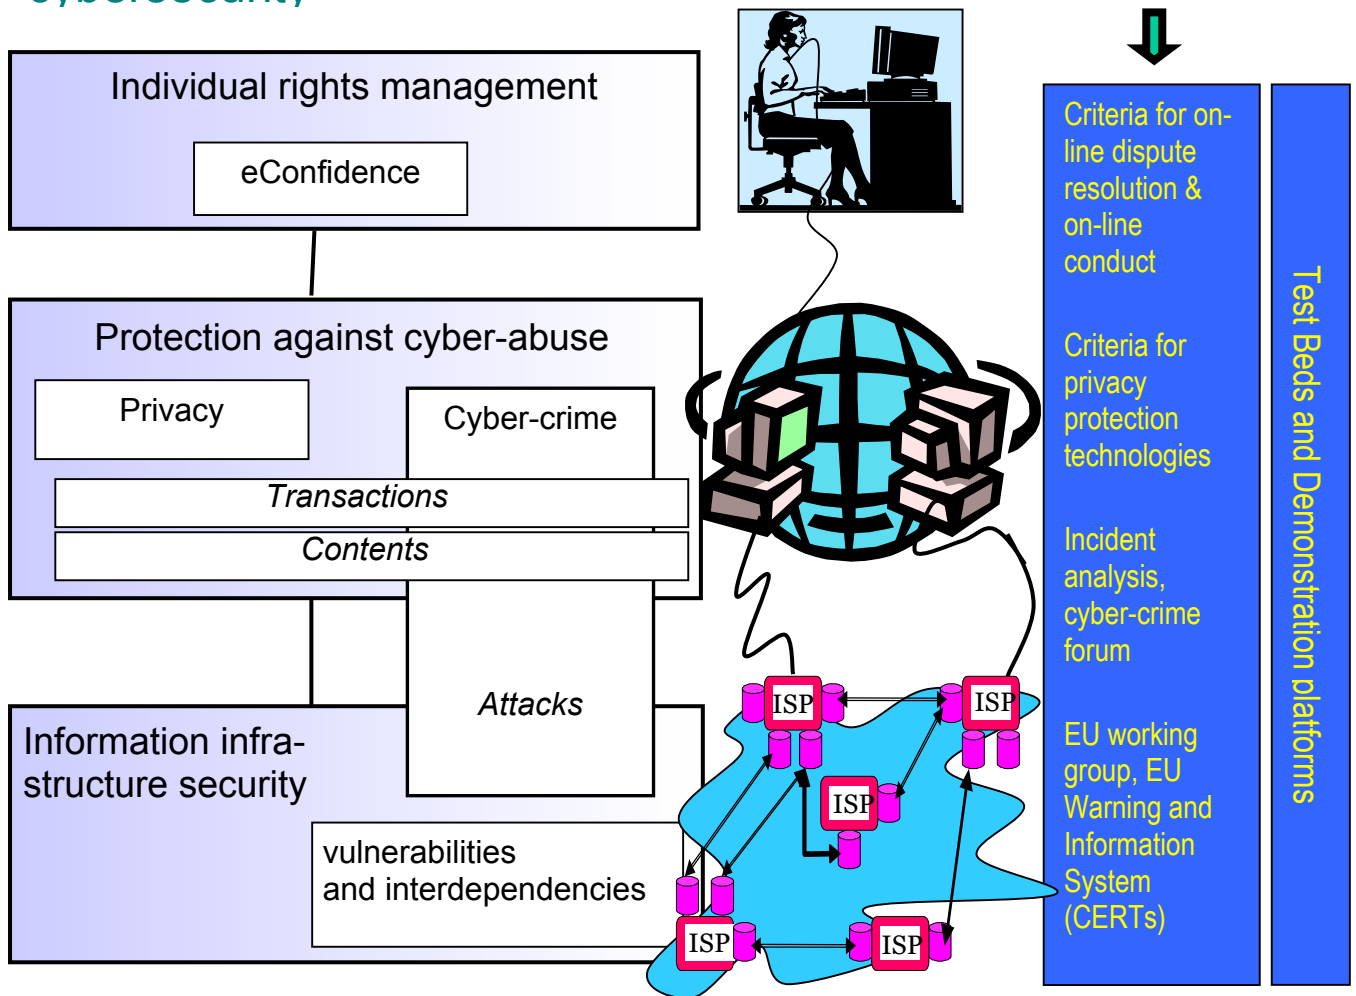 cybersecurity
Individual rights management
eConfidence
Protection against cyber-abuse
Privacy
Cyber-crime
Transactions
Contents
Attacks
Information infra-
structure security
vulnerabilities
and interdependencies
ISP
ISP
ISP
ISP
ISP
Criteria for on-
line dispute
resolution &
on-line
conduct
Criteria for
privacy
protection
technologies
Incident
analysis,
cyber-crime
forum
EU working
group, EU
Warning and
Information
System
(CERTs)
Test Beds and Demonstration platforms